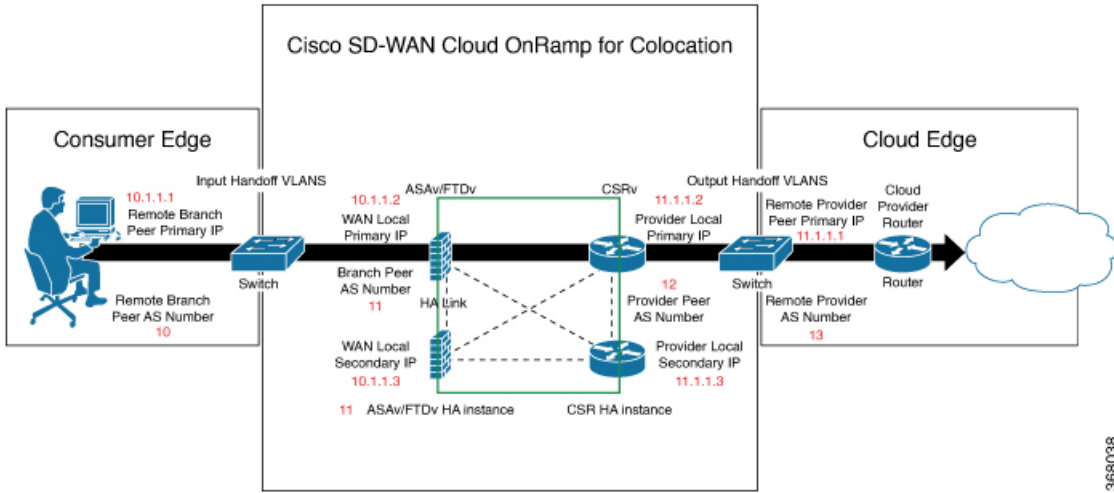 Cisco SD-WAN Cloud OnRamp for Colocation
Consumer Edge
Cloud Edge
10.1.1.1
Remote Branch
Peer Primary IP
Input Handoff VLANS
10.1.1.2
WAN Local
Primary IP
ASAv/FTDv
CSRv
11.1.1.2
Provider Local
Primary IP
Output Handoff VLANS
Remote Provider
Peer Primary IP
11.1.1.1
Cloud
Provider
Router
Remote Branch
Peer AS Number
10
Switch
Branch Peer
AS Number
11
HA Link
12
Provider Peer
AS Number
Switch
Remote Provider
AS Number
13
Router
WAN Local
Secondary IP
10.1.1.3
Provider Local
Secondary IP
11.1.1.3
11 ASAv/FTDv HA instance
CSR HA instance
368038